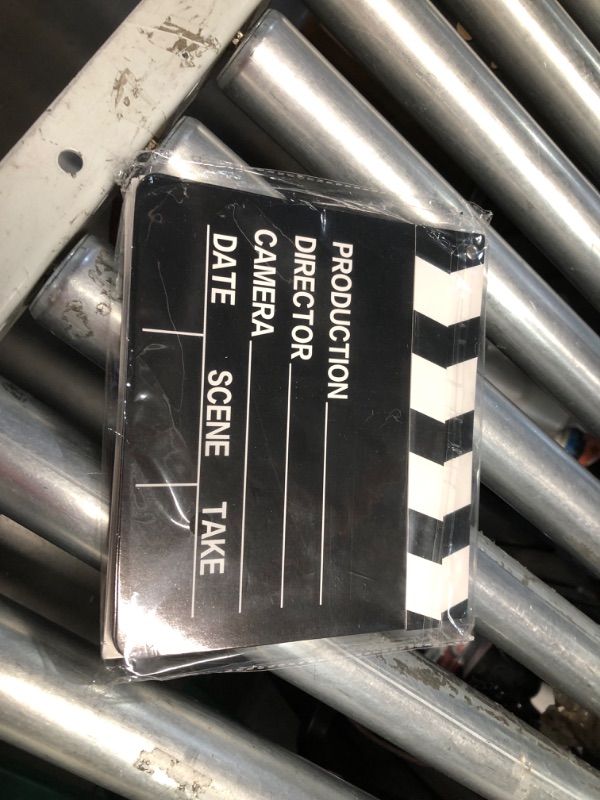 PRODUCTION
DIRECTOR
CAMERA
DATE SCENE TAKE